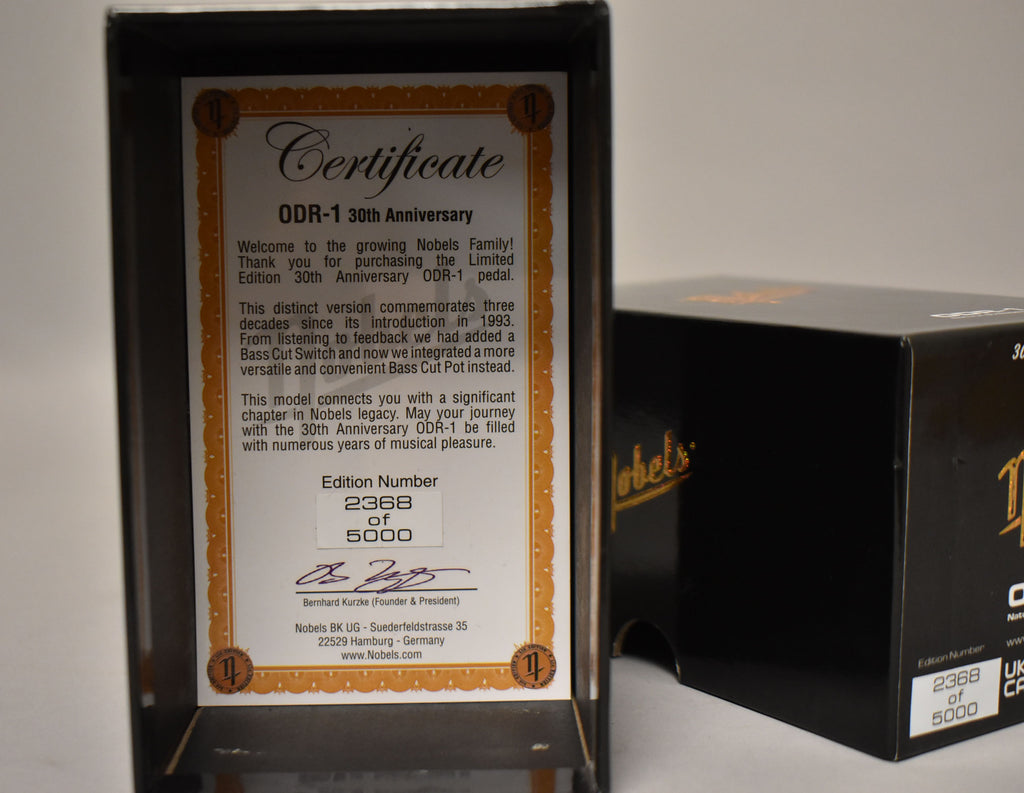 Certificate
ODR-1 30th Anniversary
Welcome to the growing Nobels Family!
Thank you for purchasing the Limited
Edition 30th Anniversary ODR-1 pedal.
This distinct version commemorates three
decades since its introduction in 1993.
From listening to feedback we had added a
Bass Cut Switch and now we integrated a more
versatile and convenient Bass Cut Pot instead.
This model connects you with a significant
chapter in Nobels legacy. May your journey
with the 30th Anniversary ODR-1 be filled
with numerous years of musical pleasure.
Edition Number
2368
of
5000
Bernhard Kurzke (Founder & President)
Nobels BK UG - Suederfeldstrasse 35
22529 Hamburg - Germany
www.Nobels.com
ODR-1
30
Nobels
Edition Number
2368
of
5000
UK